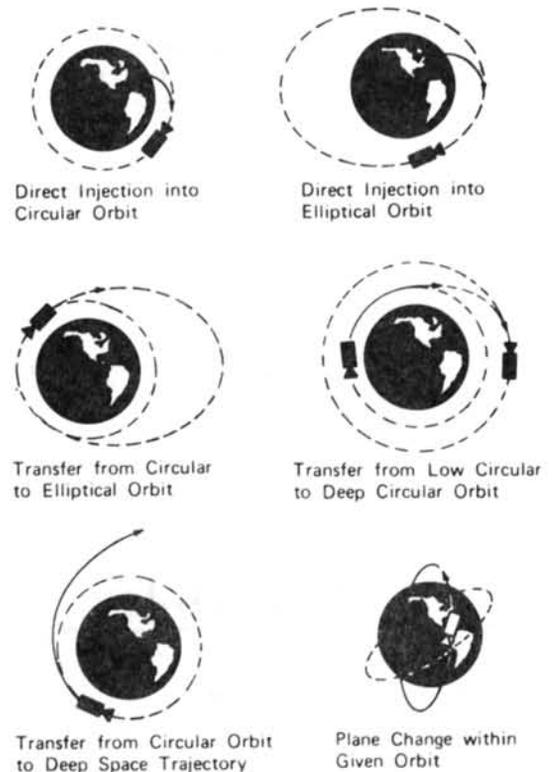 Direct Injection into
Circular Orbit
Direct Injection into
Elliptical Orbit
Transfer from Circular
to Elliptical Orbit
Transfer from Low Circular
to Deep Circular Orbit
Transfer from Circular Orbit
to Deep Space Trajectory
Plane Change within
Given Orbit